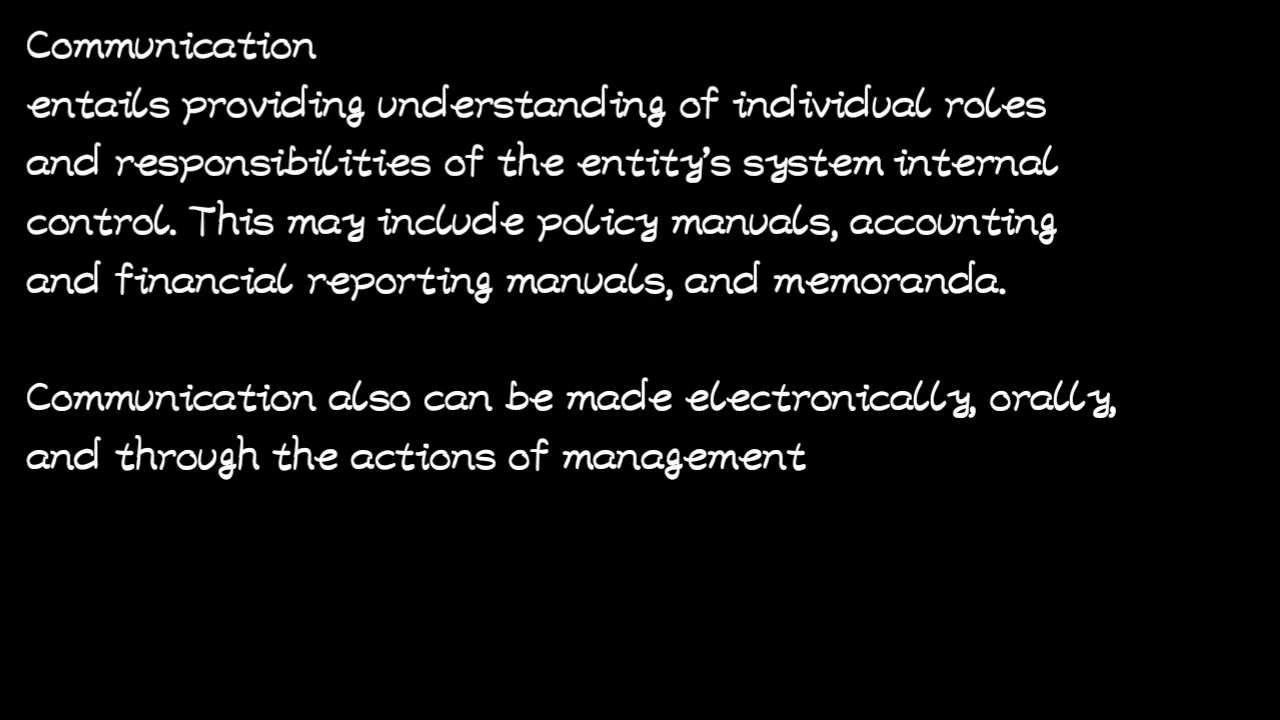 Communication
entails providing understanding of individual roles
and responsibilities of the entity’s system internal
control. This may include policy manuals, accounting
and financial reporting manuals, and memoranda.
Communication also can be made electronically, orally,
and through the actions of management